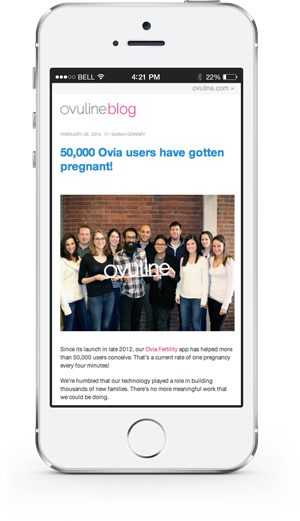 BELL 4:21 PM 22%
ovuline.com »
ovulineblog
FEBRUARY 28, 2014 BY SARAH DOWNEY
50,000 Ovia users have gotten
pregnant!
ovuline
Since its launch in late 2012, our Ovia Fertility app has helped more
than 50,000 users conceive. That's a current rate of one pregnancy
every four minutes!
We're humbled that our technology played a role in building
thousands of new families. There's no more meaningful work that
we could be doing.